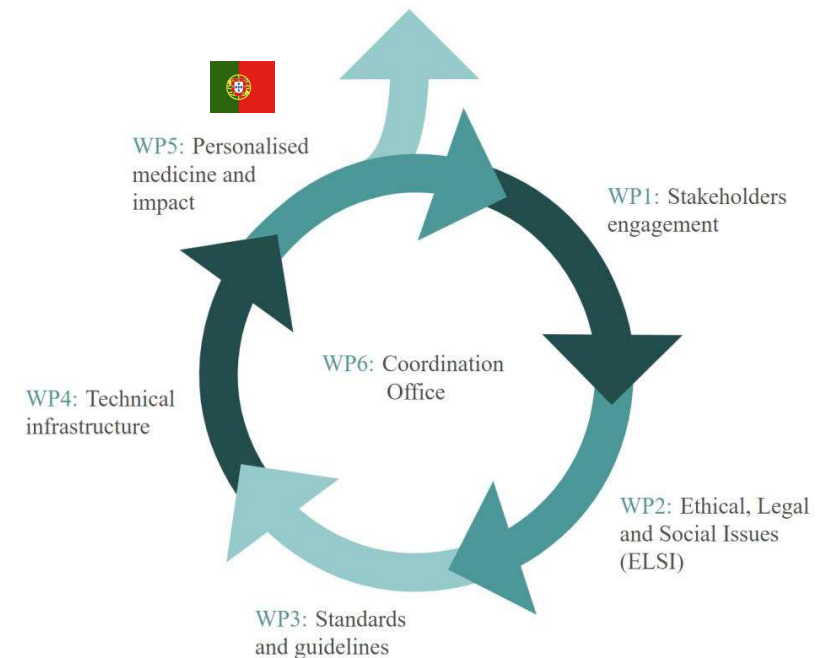 WP5: Personalised
medicine and
impact
WP1: Stakeholders
engagement
WP6: Coordination
Office
WP4: Technical
infrastructure
WP2: Ethical, Legal
and Social Issues
(ELSI)
WP3: Standards
and guidelines